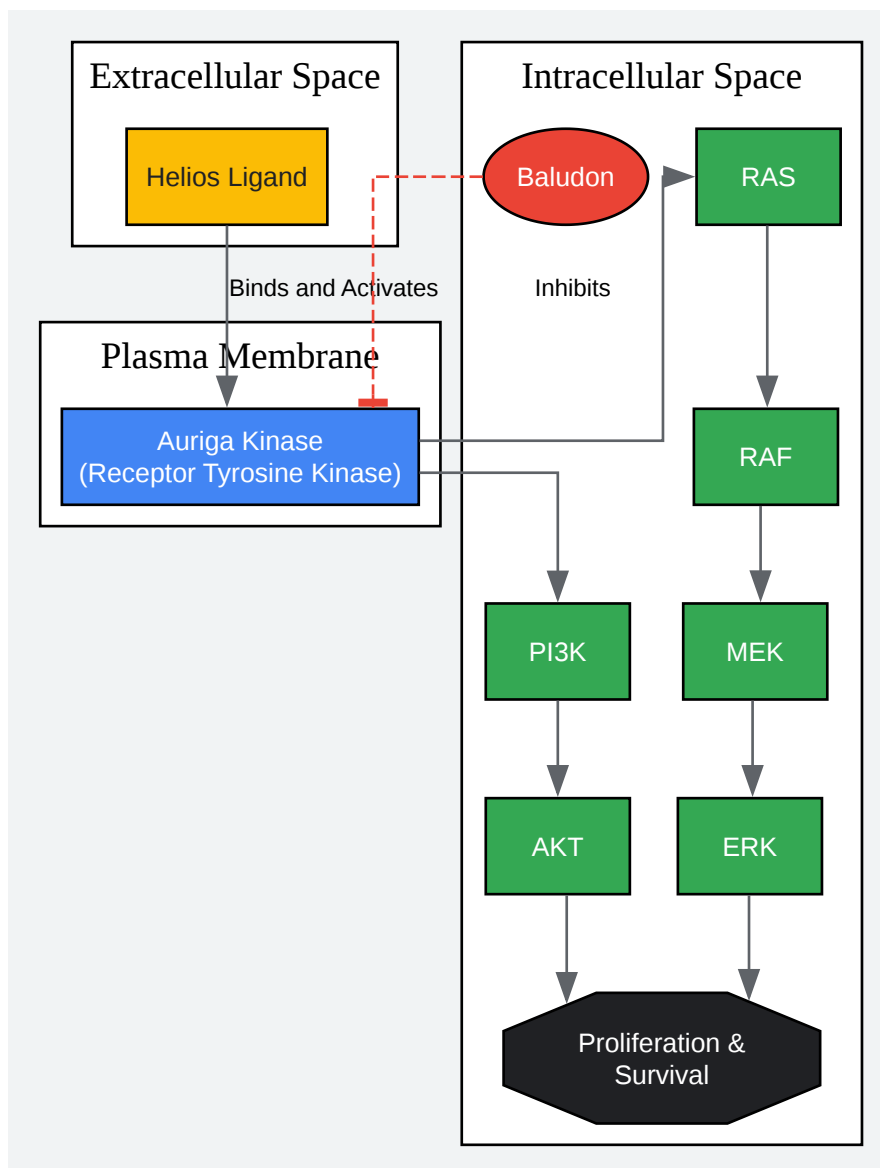 Extracellular Space
Intracellular Space
Helios Ligand
Baludon
RAS
Binds and Activates
Inhibits
Plasma Membrane
Auriga Kinase
(Receptor Tyrosine Kinase)
RAF
PI3K
MEK
AKT
ERK
Proliferation &
Survival